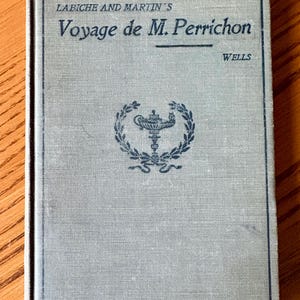 LABICHE AND MARTIN'S
Voyage de M. Perrichon
WELLS